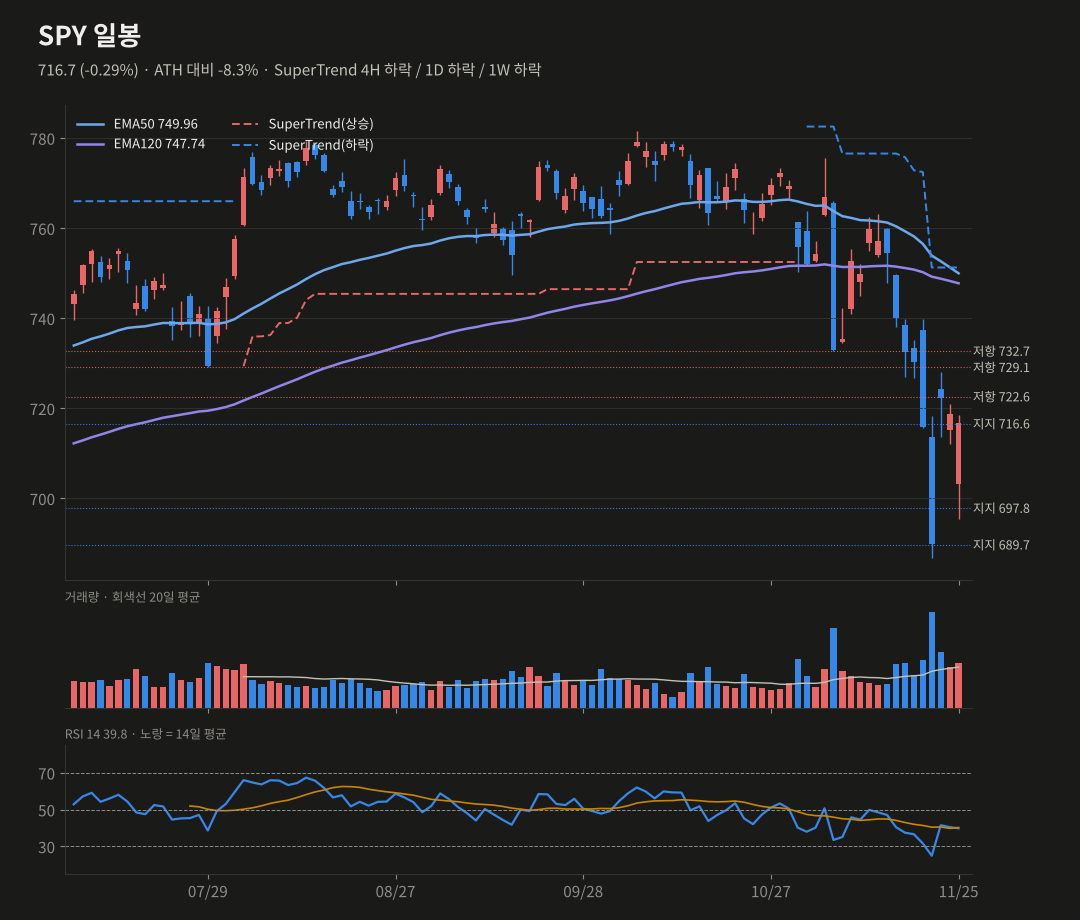 SPY 일봉
716.7 (-0.29%) · ATH 대비 -8.3% · SuperTrend 4H 하락 / 1D 하락 / 1W 하락
EMA50 749.96
SuperTrend(상승)
EMA120 747.74
SuperTrend(하락)
780
760
740
720
700
저항 732.7
저항 729.1
저항 722.6
지지 716.6
지지 697.8
지지 689.7
거래량 · 회색선 20일 평균
RSI 14 39.8 · 노랑 = 14일 평균
70
50
30
07/29
08/27
09/28
10/27
11/25